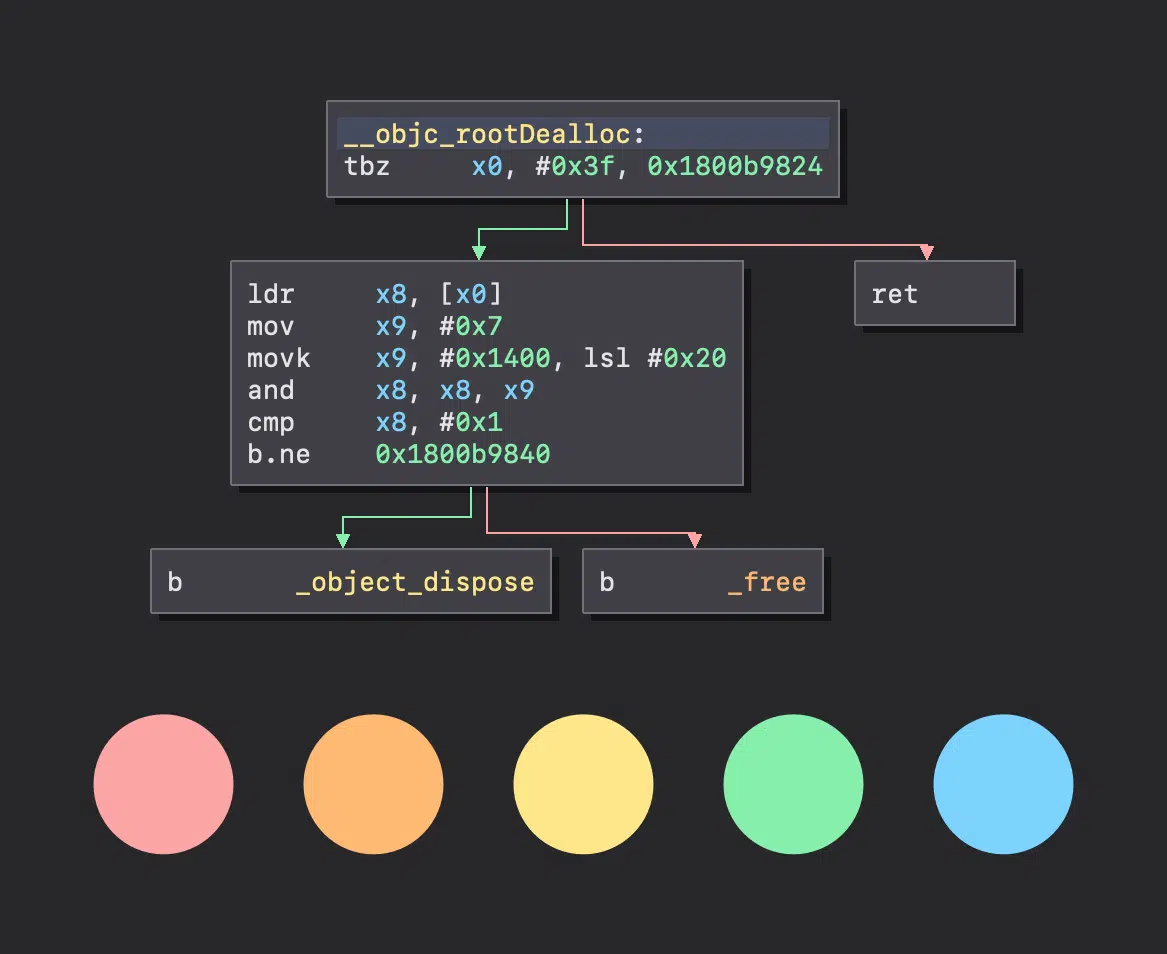 __objc_rootDealloc:
tbz x0, #0x3f, 0x1800b9824
ldr x8, [x0]
mov x9, #0x7
movk x9, #0x1400, lsl #0x20
and x8, x8, x9
cmp x8, #0x1
b.ne 0x1800b9840
ret
b _object_dispose
b _free